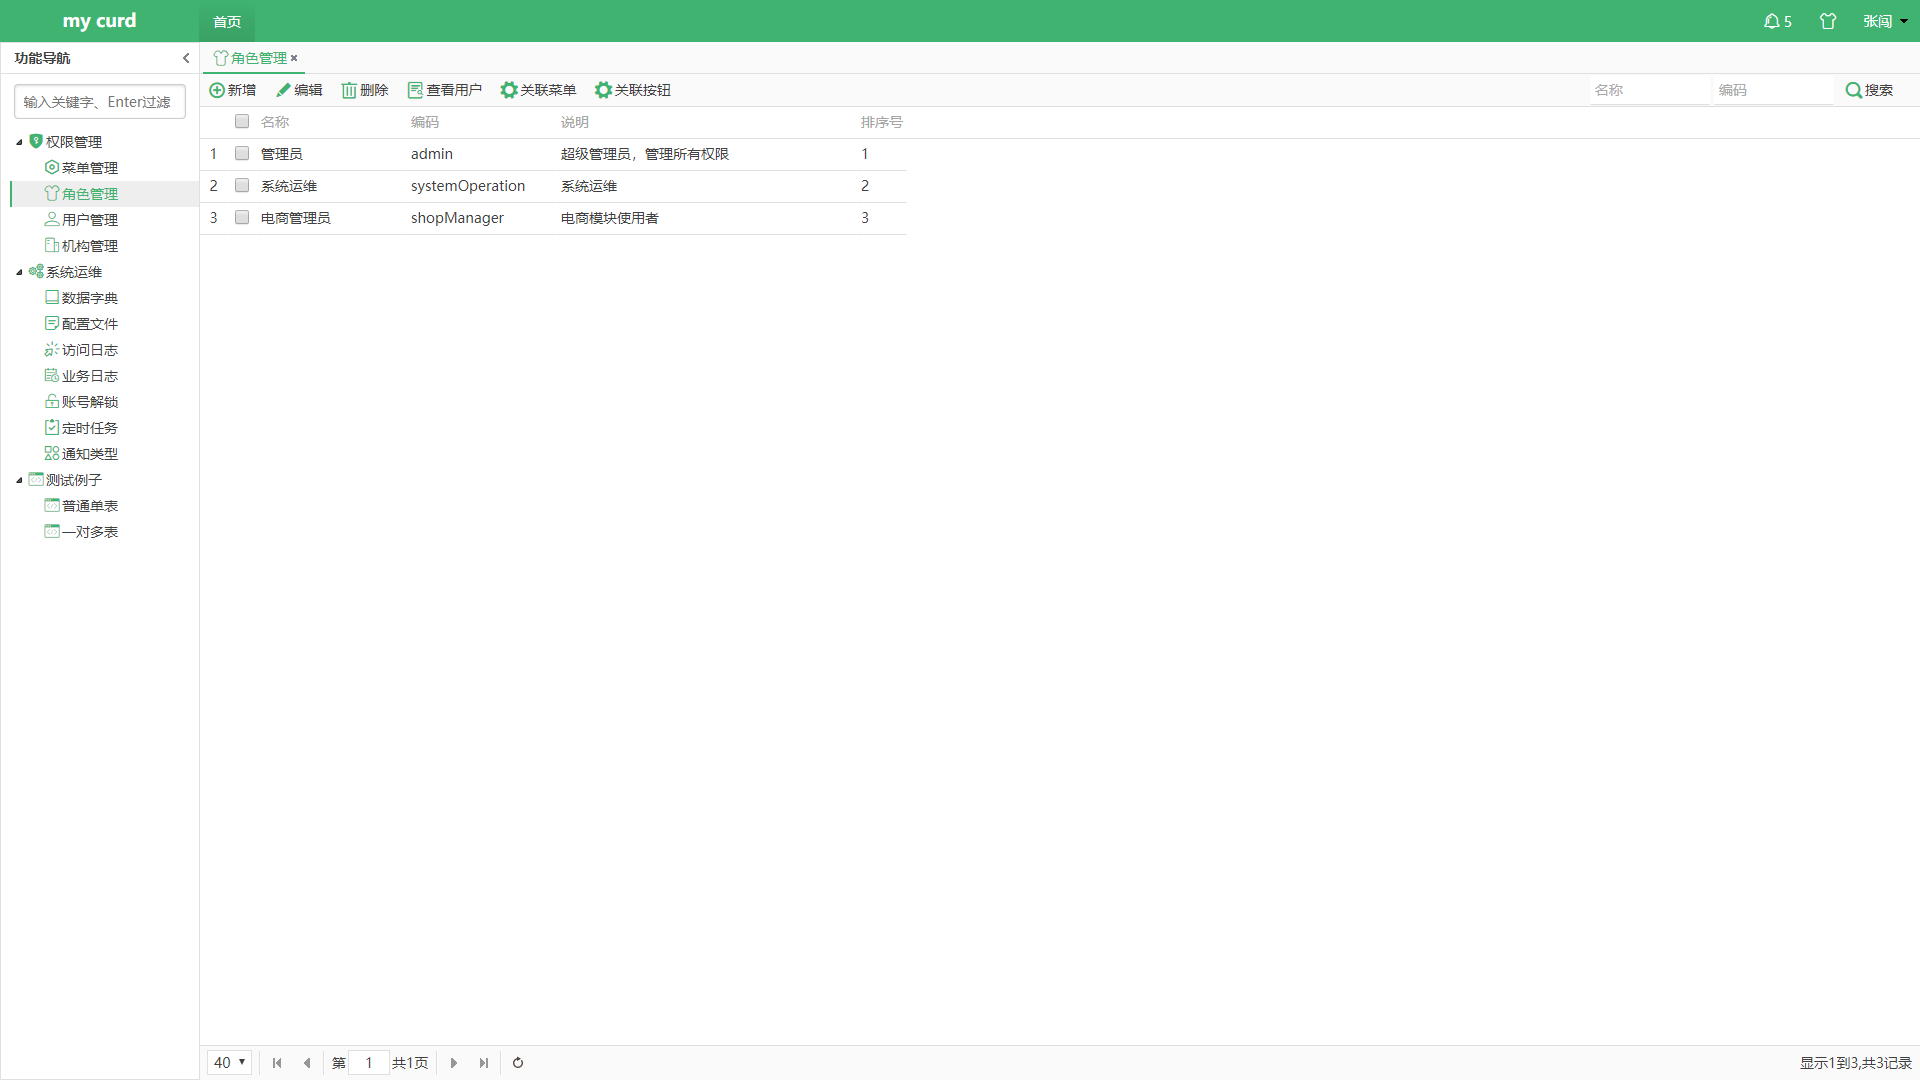 my curd
首页
5
张闯
功能导航
角色管理
新增 编辑 删除 查看用户 关联菜单 关联按钮
名称 编码 搜索
输入关键字、Enter过滤
权限管理
菜单管理
角色管理
用户管理
机构管理
系统运维
数据字典
配置文件
访问日志
业务日志
账号解锁
定时任务
通知类型
测试例子
普通单表
一对多表
名称 编码 说明 排序号
1 管理员 admin 超级管理员，管理所有权限 1
2 系统运维 systemOperation 系统运维 2
3 电商管理员 shopManager 电商模块使用者 3
40 第 1 共1页
显示1到3,共3记录